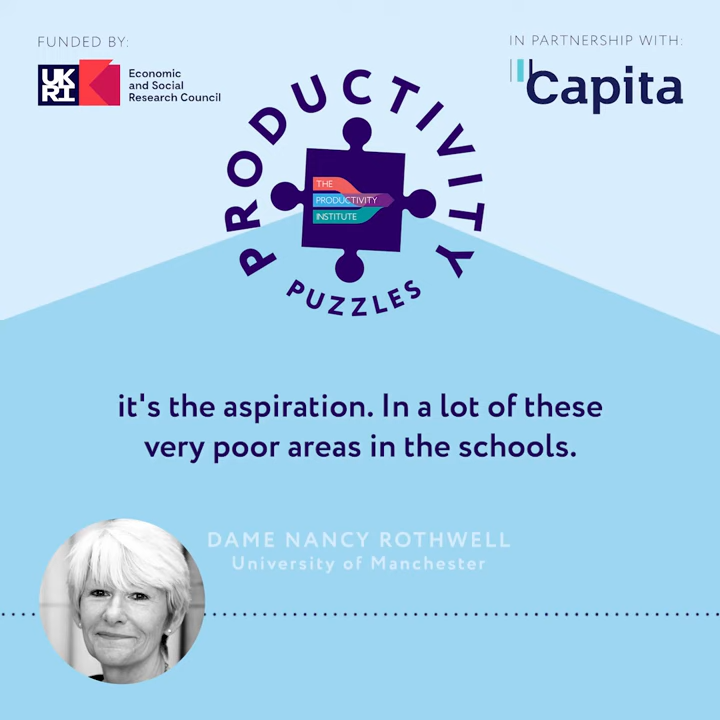 FUNDED BY:
IN PARTNERSHIP WITH:
UK
RI
Economic
and Social
Research Council
Capita
PRODUCTIVITY
THE
PRODUCTIVITY
INSTITUTE
PUZZLES
it's the aspiration. In a lot of these
very poor areas in the schools.
DAME NANCY ROTHWELL
University of Manchester